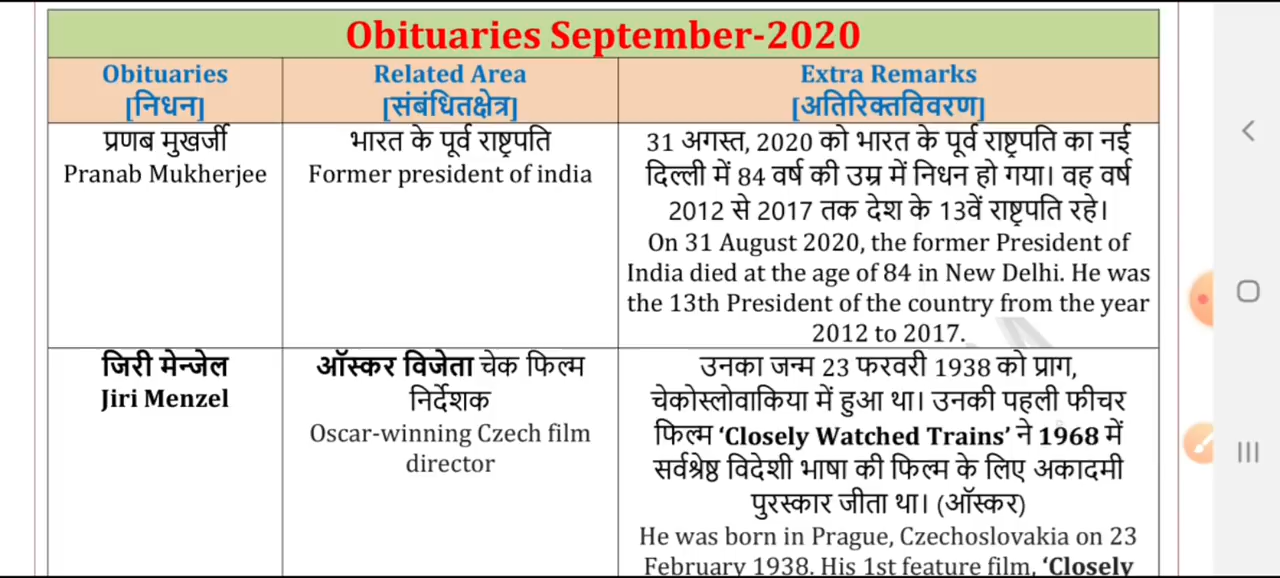 Obituaries September-2020
Obituaries
[निधन]
Related Area
[संबंधितक्षेत्र]
Extra Remarks
[अतिरिक्तविवरण]
प्रणब मुखर्जी
Pranab Mukherjee
भारत के पूर्व राष्ट्रपति
Former president of india
31 अगस्त, 2020 को भारत के पूर्व राष्ट्रपति का नई
दिल्ली में 84 वर्ष की उम्र में निधन हो गया। वह वर्ष
2012 से 2017 तक देश के 13वें राष्ट्रपति रहे।
On 31 August 2020, the former President of
India died at the age of 84 in New Delhi. He was
the 13th President of the country from the year
2012 to 2017.
जिरी मेन्जेल
Jiri Menzel
ऑस्कर विजेता चेक फिल्म
निर्देशक
Oscar-winning Czech film
director
उनका जन्म 23 फरवरी 1938 को प्राग,
चेकोस्लोवाकिया में हुआ था। उनकी पहली फीचर
फिल्म ‘Closely Watched Trains’ ने 1968 में
सर्वश्रेष्ठ विदेशी भाषा की फिल्म के लिए अकादमी
पुरस्कार जीता था। (ऑस्कर)
He was born in Prague, Czechoslovakia on 23
February 1938. His 1st feature film, ‘Closely